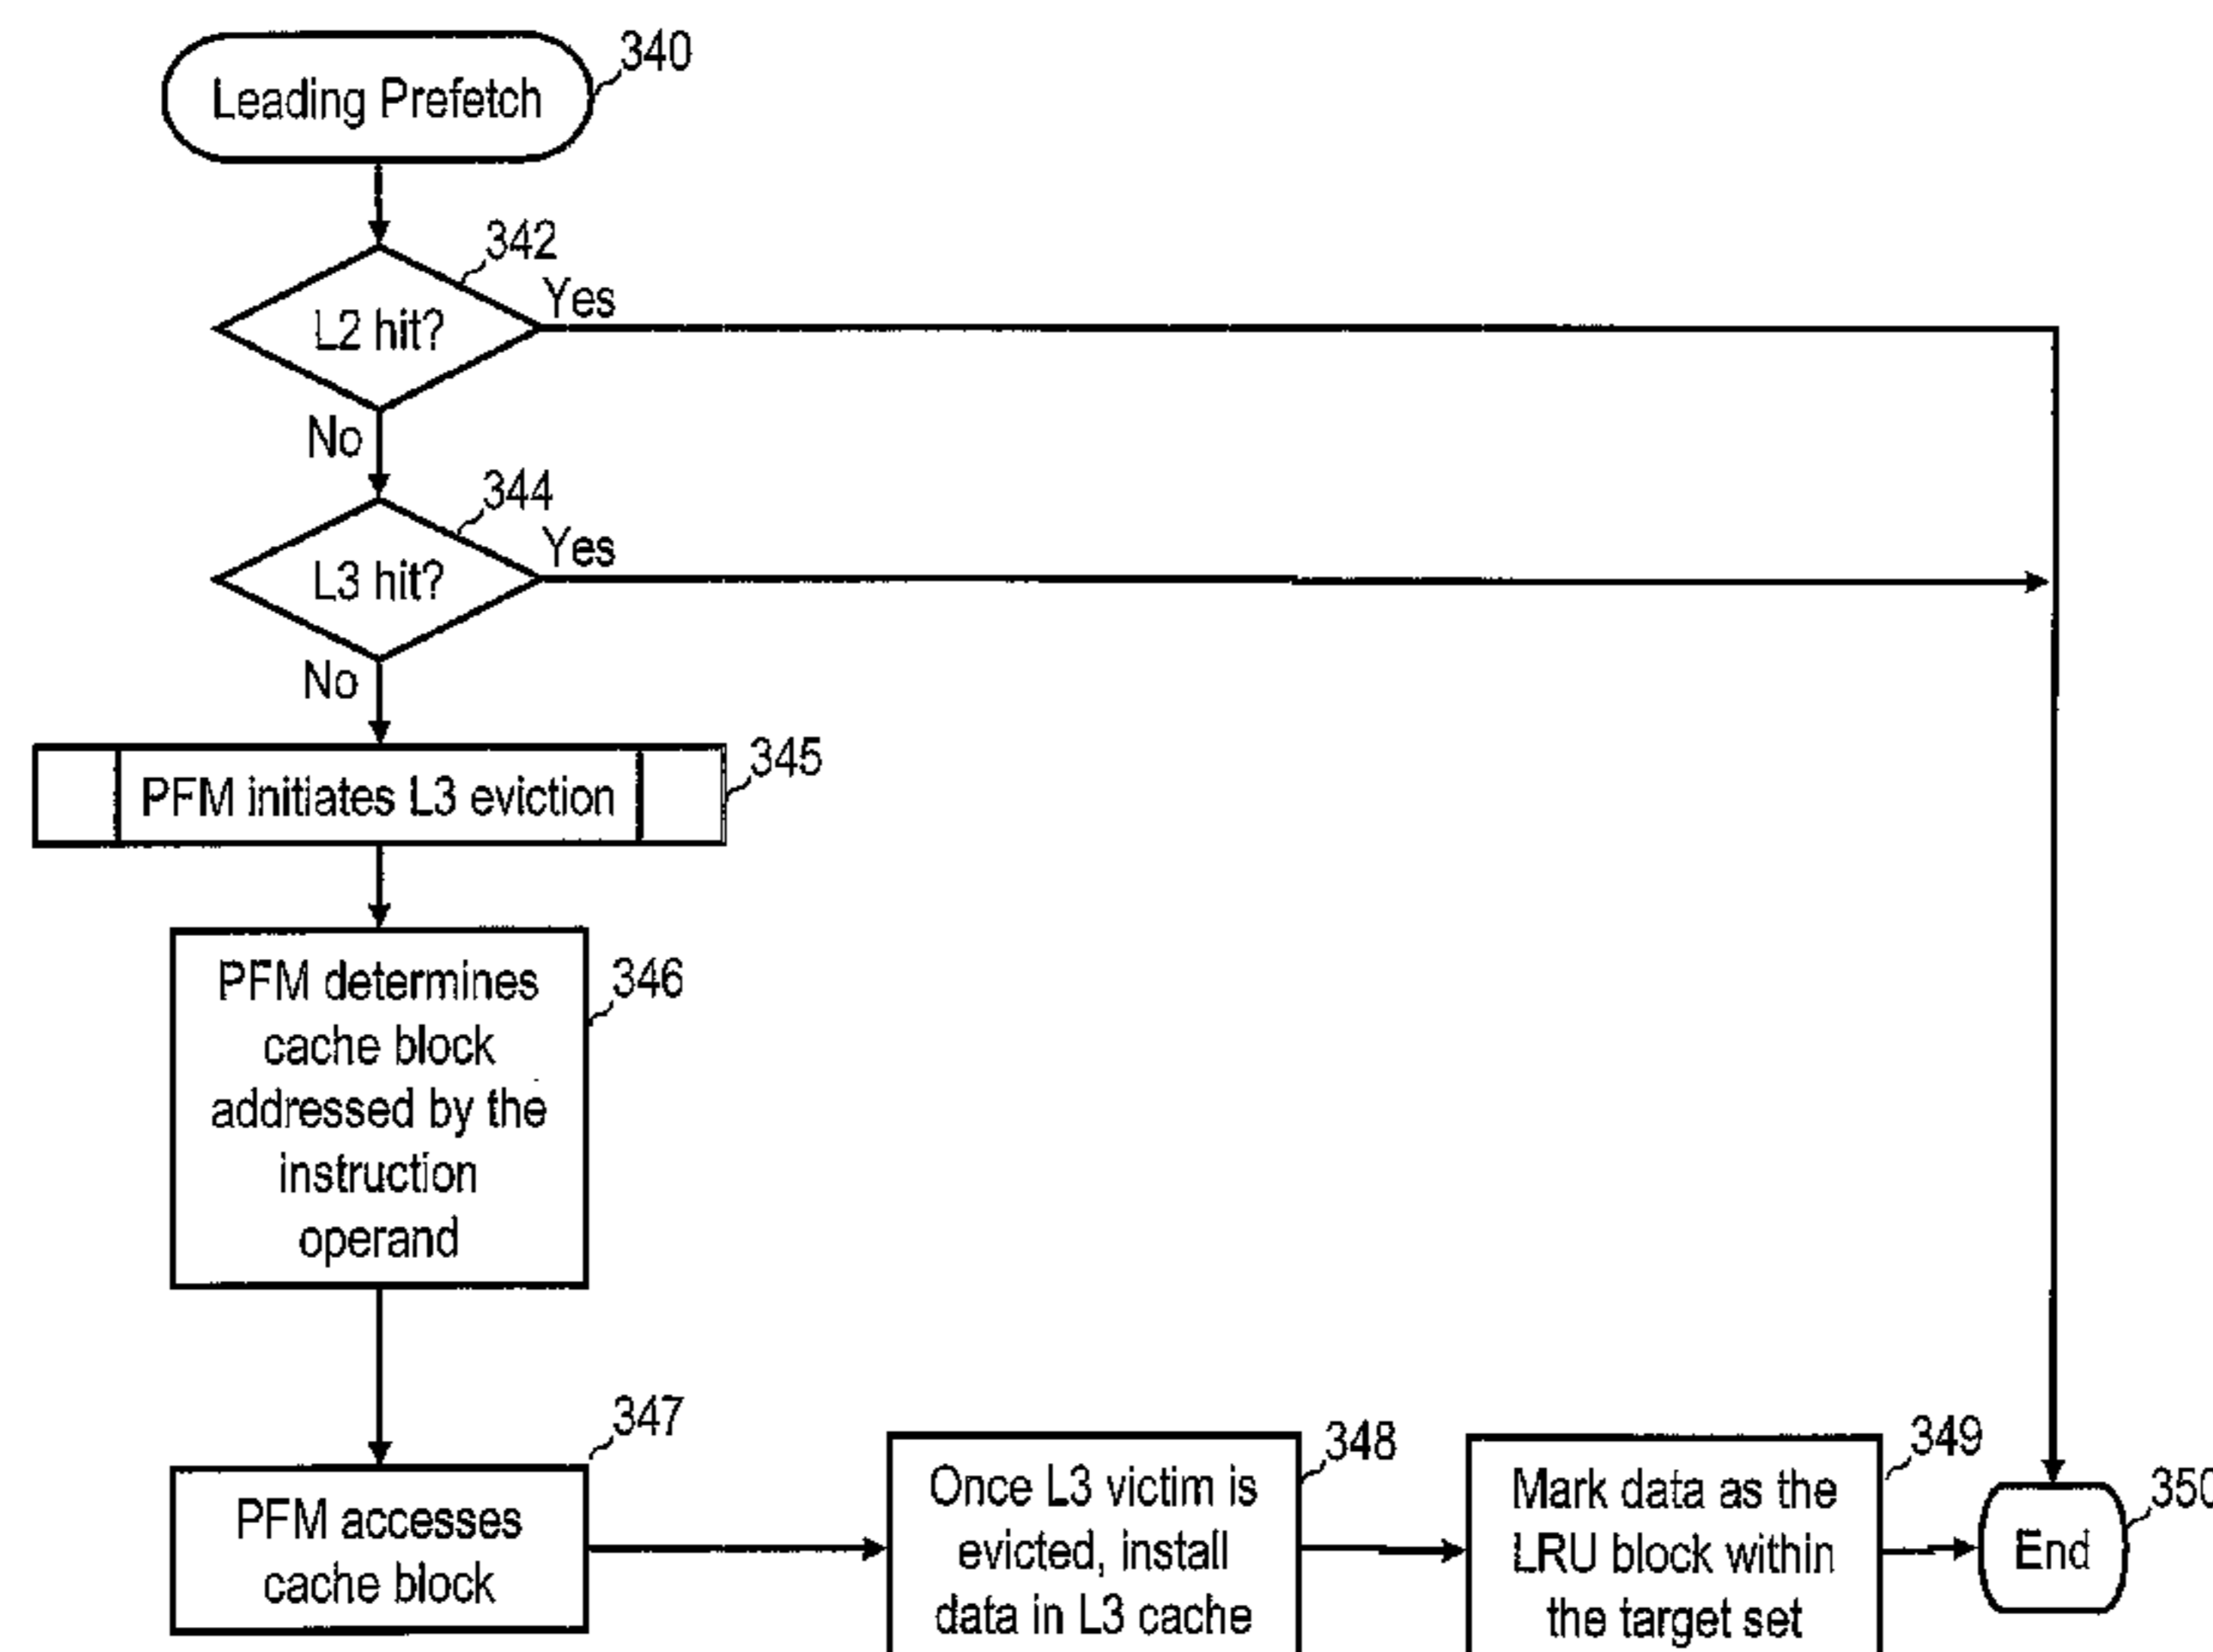 340
Leading Prefetch
342
Yes
L2 hit?
No
344
Yes
L3 hit?
No
345
PFM initiates L3 eviction
346
PFM determines
cache block
addressed by the
instruction
operand
347
PFM accesses
cache block
348
Once L3 victim is
evicted, install
data in L3 cache
349
Mark data as the
LRU block within
the target set
350
End